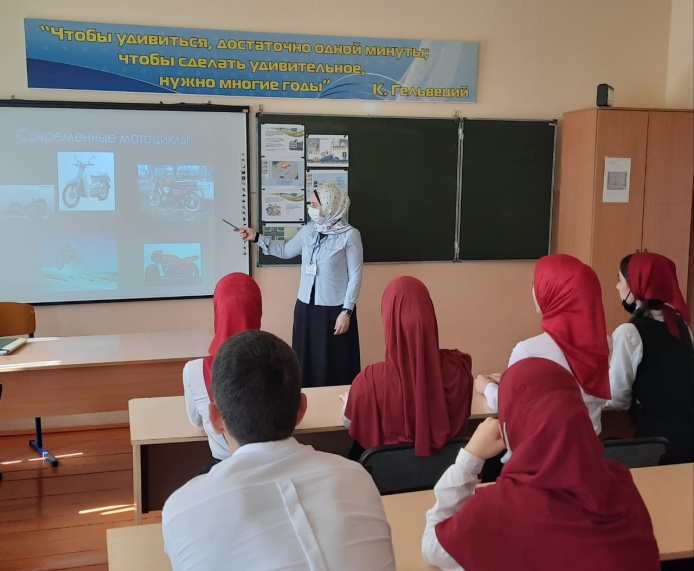 “Чтобы удивиться, достаточно одной минуты;
чтобы сделать удивительное,
нужно многие годы”
К. Гельвеций
Современные мотоциклы